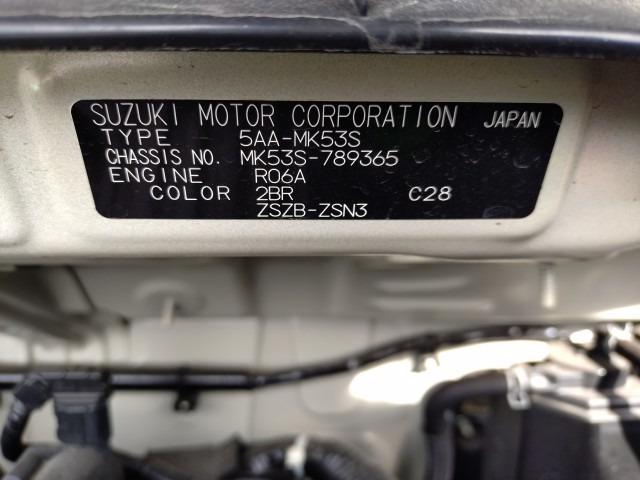 SUZUKI MOTOR CORPORATION JAPAN
TYPE 5AA-MK53S
CHASSIS NO. MK53S-789365
ENGINE R06A
COLOR 2BR C28
ZSZB-ZSN3